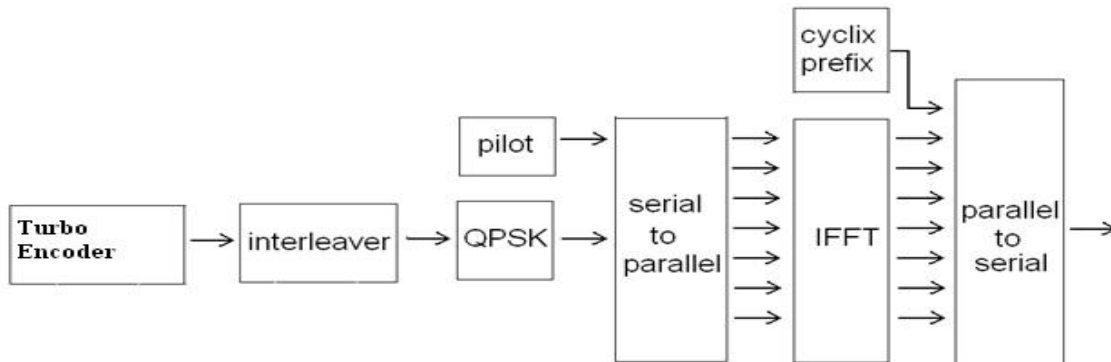 cyclix
prefix
pilot
Turbo
Encoder
interleaver
QPSK
serial
to
parallel
IFFT
parallel
to
serial